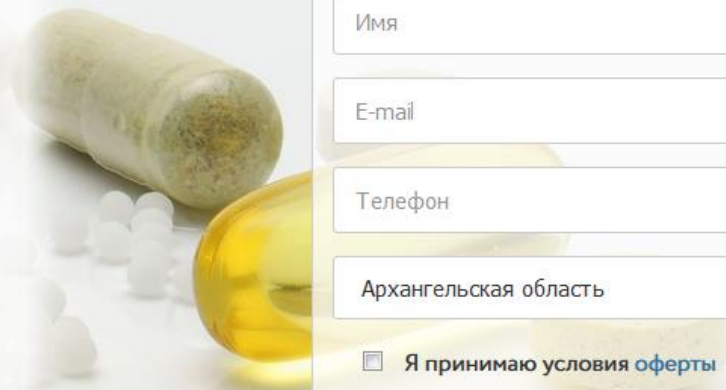 Имя
E-mail
Телефон
Архангельская область
Я принимаю условия оферты